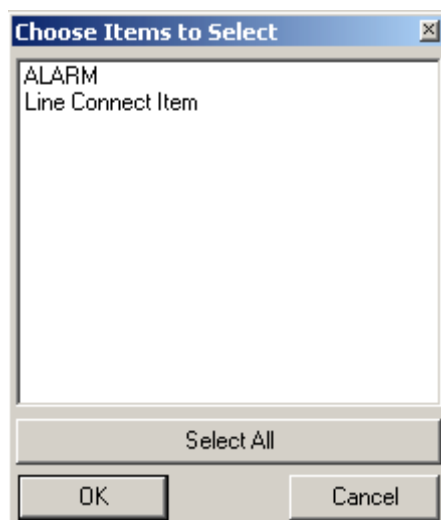 Choose Items to Select
ALARM
Line Connect Item
Select All
OK
Cancel